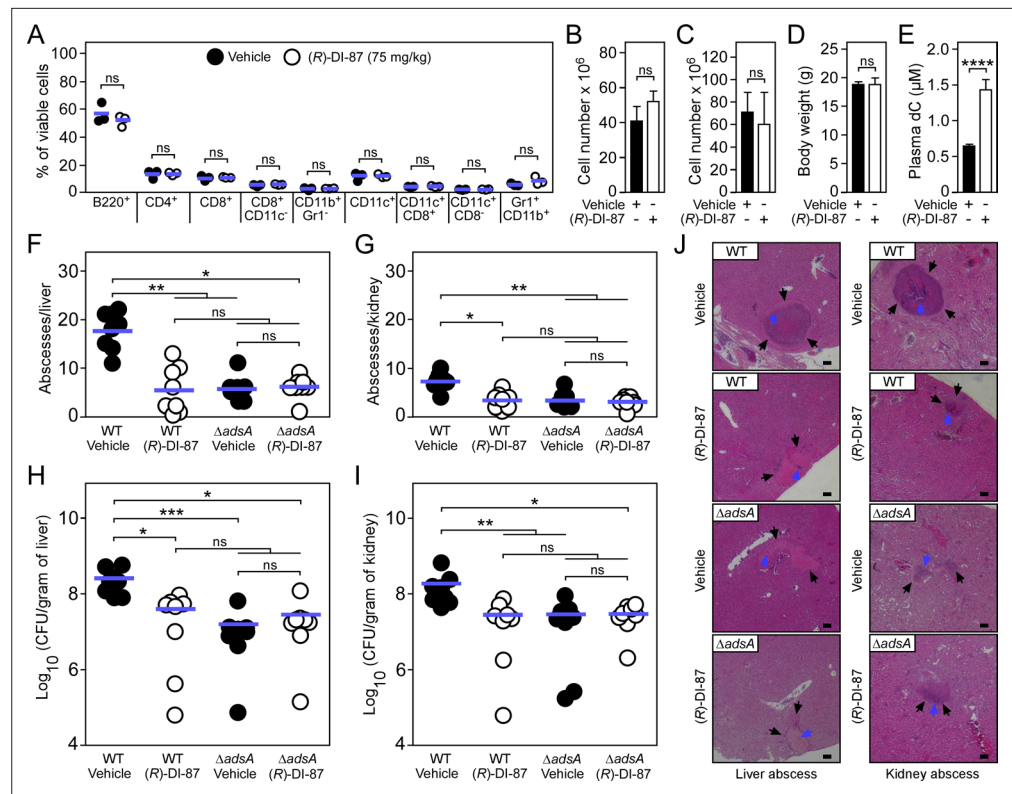 A
% of viable cells
100
80
60
40
20
0
Vehicle
(R)-DI-87 (75 mg/kg)
ns
ns
ns
ns
ns
ns
ns
ns
ns
B220+
CD4+
CD8+
CD8+
CD11c-
CD11b+
Gr1-
CD11c+
CD11c+
CD8+
CD11c+
CD8-
Gr1+
CD11b+
B
Cell number x 10⁶
80
60
40
20
0
ns
Vehicle + -
(R)-DI-87 - +
C
Cell number x 10⁶
120
100
80
60
40
20
0
ns
Vehicle + -
(R)-DI-87 - +
D
Body weight (g)
25
20
15
10
5
0
ns
Vehicle + -
(R)-DI-87 - +
E
Plasma dC (μM)
2.0
1.5
1.0
0.5
0
****
Vehicle + -
(R)-DI-87 - +
F
Abscesses/liver
30
20
10
0
*
**
ns
ns
WT
Vehicle
WT
(R)-DI-87
ΔadsA
Vehicle
ΔadsA
(R)-DI-87
G
Abscesses/kidney
30
20
10
0
**
*
ns
ns
WT
Vehicle
WT
(R)-DI-87
ΔadsA
Vehicle
ΔadsA
(R)-DI-87
H
Log₁₀ (CFU/gram of liver)
10
8
6
4
*
***
*
ns
ns
WT
Vehicle
WT
(R)-DI-87
ΔadsA
Vehicle
ΔadsA
(R)-DI-87
I
Log₁₀ (CFU/gram of kidney)
10
8
6
4
*
**
ns
ns
WT
Vehicle
WT
(R)-DI-87
ΔadsA
Vehicle
ΔadsA
(R)-DI-87
J
WT
Vehicle
WT
Vehicle
WT
(R)-DI-87
WT
(R)-DI-87
ΔadsA
Vehicle
ΔadsA
Vehicle
ΔadsA
(R)-DI-87
ΔadsA
(R)-DI-87
Liver abscess
Kidney abscess